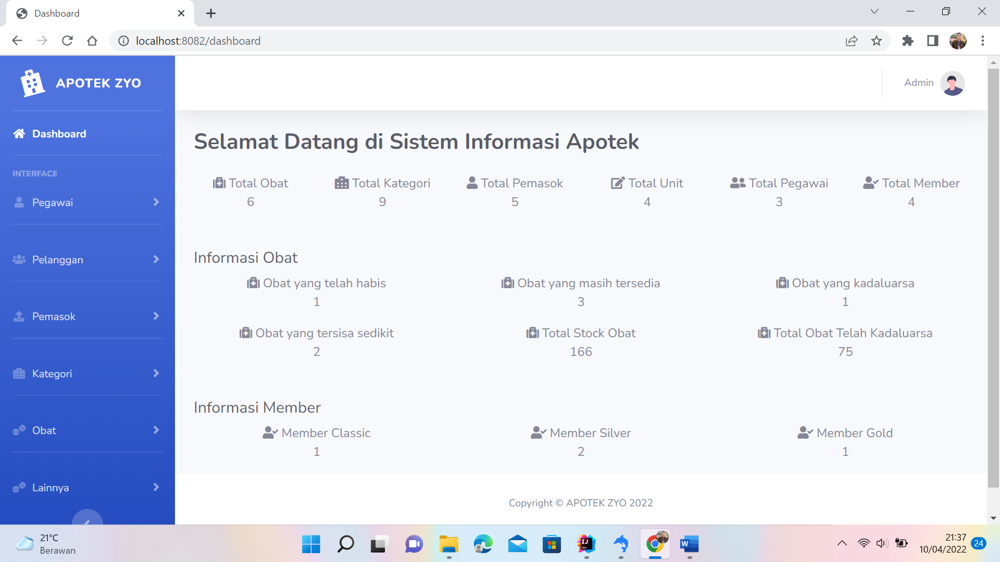 Dashboard
localhost:8082/dashboard
APOTEK ZYO
Admin
Dashboard
INTERFACE
Pegawai
Pelanggan
Pemasok
Kategori
Obat
Lainnya
Selamat Datang di Sistem Informasi Apotek
Total Obat
6
Total Kategori
9
Total Pemasok
5
Total Unit
4
Total Pegawai
3
Total Member
4
Informasi Obat
Obat yang telah habis
1
Obat yang masih tersedia
3
Obat yang kadaluarsa
1
Obat yang tersisa sedikit
2
Total Stock Obat
166
Total Obat Telah Kadaluarsa
75
Informasi Member
Member Classic
1
Member Silver
2
Member Gold
1
Copyright © APOTEK ZYO 2022
21°C
Berawan
IJ
W
21:37
10/04/2022
24